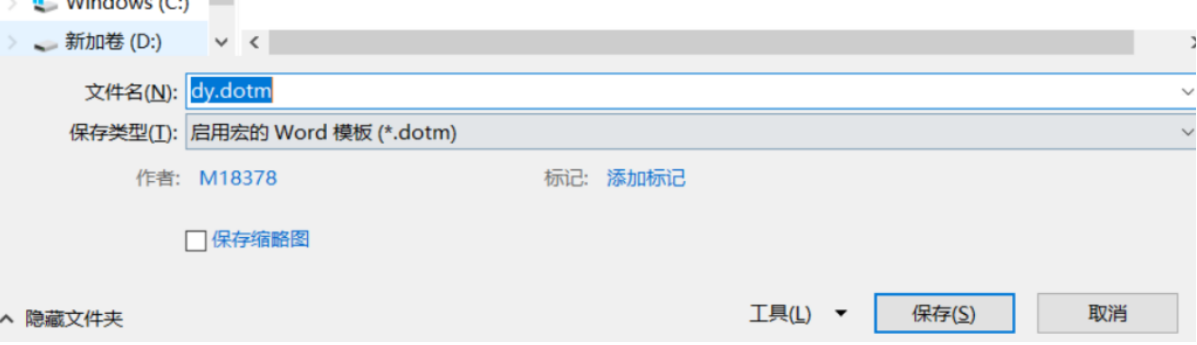 Windows (C:)
新加卷 (D:)
文件名(N): dy.dotm
保存类型(T): 启用宏的 Word 模板 (*.dotm)
作者: M18378 标记: 添加标记
保存缩略图
隐藏文件夹 工具(L) 保存(S) 取消